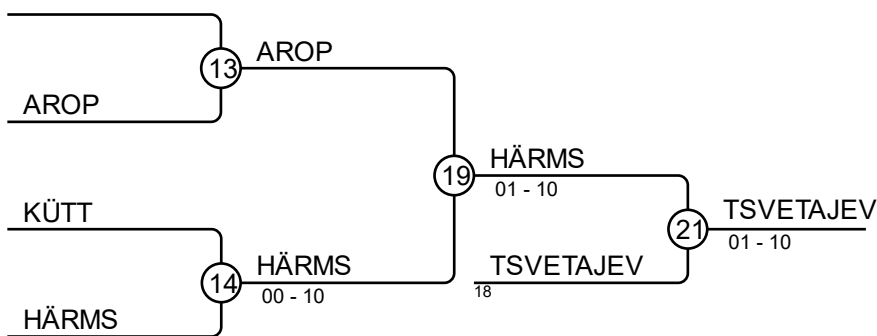 13
AROP
AROP
19
HÄRMS
01 - 10
KÜTT
21
TSVETAJEV
01 - 10
14
HÄRMS
00 - 10
TSVETAJEV
18
HÄRMS